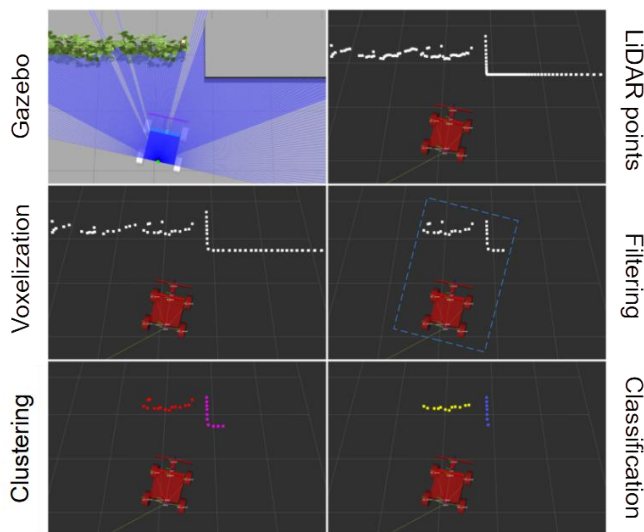 Gazebo
LiDAR points
Voxelization
Filtering
Clustering
Classification